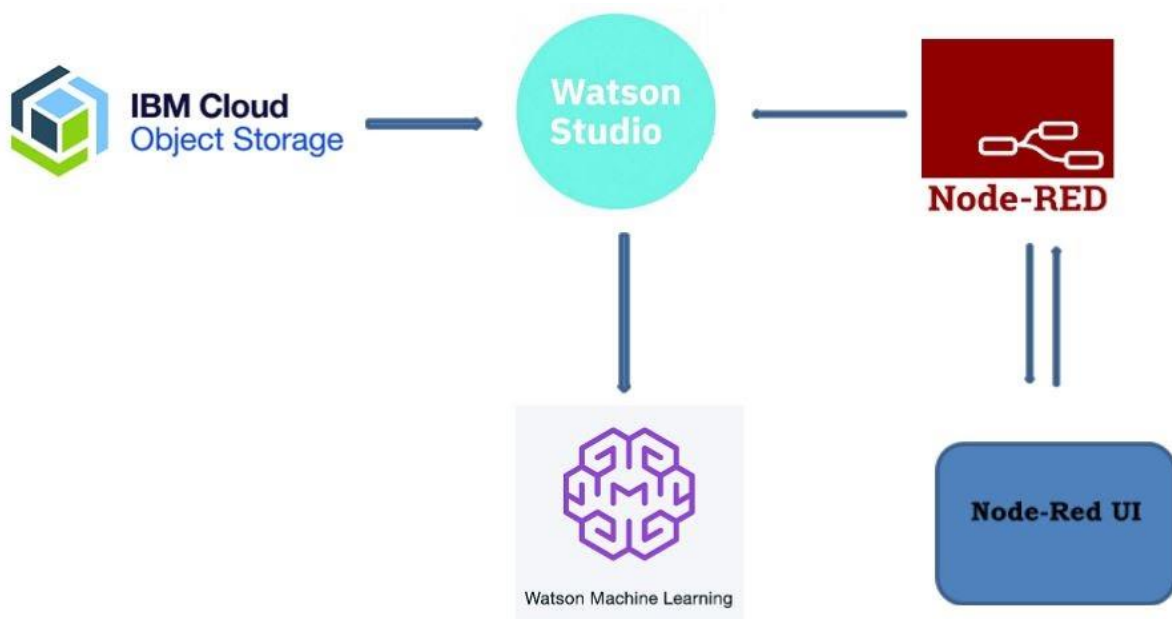 IBM Cloud
Object Storage
Watson
Studio
Node-RED
Watson Machine Learning
Node-Red UI